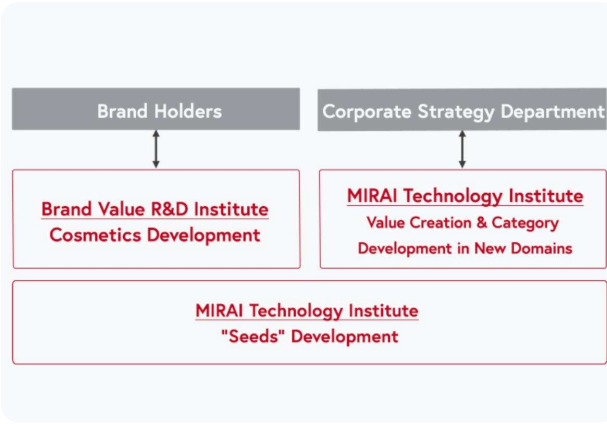 Brand Holders
Corporate Strategy Department
Brand Value R&D Institute
Cosmetics Development
MIRAI Technology Institute
Value Creation & Category
Development in New Domains
MIRAI Technology Institute
"Seeds" Development